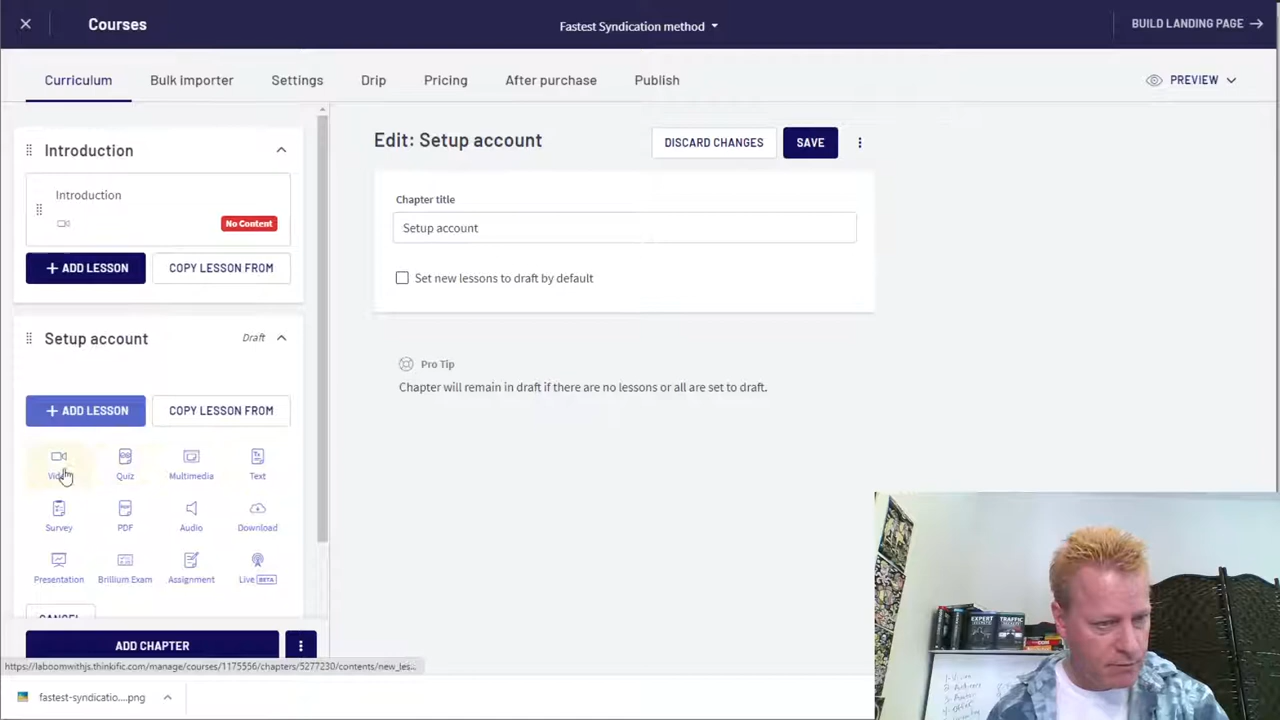 Courses
Fastest Syndication method
BUILD LANDING PAGE
Curriculum
Bulk importer
Settings
Drip
Pricing
After purchase
Publish
PREVIEW
Introduction
Introduction
No Content
+ ADD LESSON
COPY LESSON FROM
Setup account
Draft
+ ADD LESSON
COPY LESSON FROM
Quiz
Multimedia
Text
Survey
PDF
Audio
Download
Presentation
Brillium Exam
Assignment
Live BETA
CANCEL
ADD CHAPTER
Edit: Setup account
DISCARD CHANGES
SAVE
Chapter title
Setup account
Set new lessons to draft by default
Pro Tip
Chapter will remain in draft if there are no lessons or all are set to draft.
EXPERT
SECRETS
TRAFFIC
SECRETS
https://laboomwithjs.thinkific.com/manage/courses/1175556/chapters/5277230/contents/new_les...
fastest-syndicatio....png